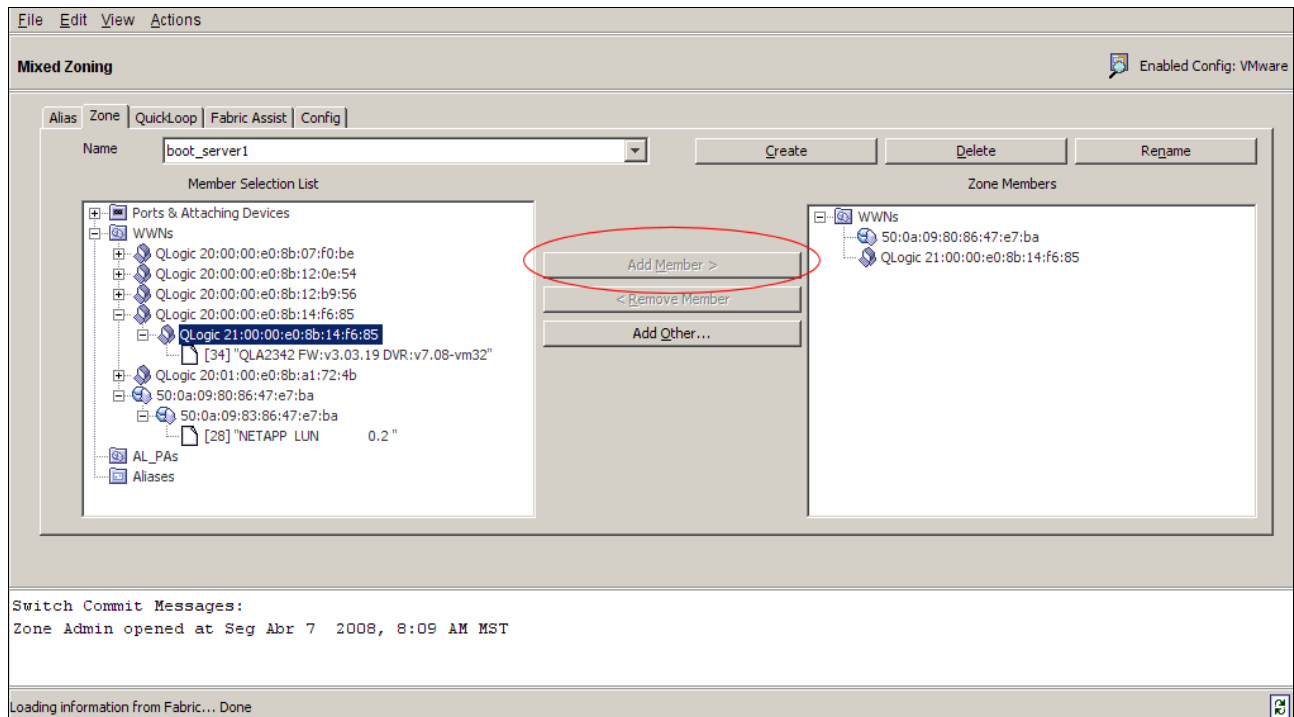 File Edit View Actions
Mixed Zoning
Enabled Config: VMware
Alias Zone QuickLoop Fabric Assist Config
Name boot_server1 Create Delete Rename
Member Selection List
Zone Members
Ports & Attaching Devices
WWNs
QLogic 20:00:00:e0:8b:07:f0:be
QLogic 20:00:00:e0:8b:12:0e:54
QLogic 20:00:00:e0:8b:12:b9:56
QLogic 20:00:00:e0:8b:14:f6:85
QLogic 21:00:00:e0:8b:14:f6:85
[34] "QLA2342 FW:v3.03.19 DVR:v7.08-vm32"
QLogic 20:01:00:e0:8b:a1:72:4b
50:0a:09:80:86:47:e7:ba
50:0a:09:83:86:47:e7:ba
[28] "NETAPP LUN 0.2 "
AL_PAs
Aliases
Add Member >
< Remove Member
Add Other...
WWNs
50:0a:09:80:86:47:e7:ba
QLogic 21:00:00:e0:8b:14:f6:85
Switch Commit Messages:
Zone Admin opened at Seg Abr 7 2008, 8:09 AM MST
Loading information from Fabric... Done